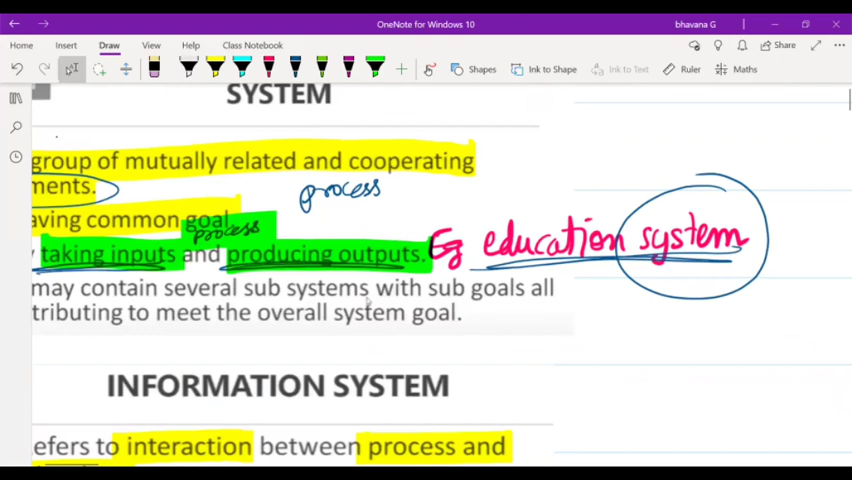 OneNote for Windows 10
bhavana G
Home Insert Draw View Help Class Notebook
Share
Shapes Ink to Shape Ink to Text Ruler Maths
SYSTEM
group of mutually related and cooperating
ments.
process
aving common goal
process
taking inputs and producing outputs. Eg education system
may contain several sub systems with sub goals all
tributing to meet the overall system goal.
INFORMATION SYSTEM
efers to interaction between process and